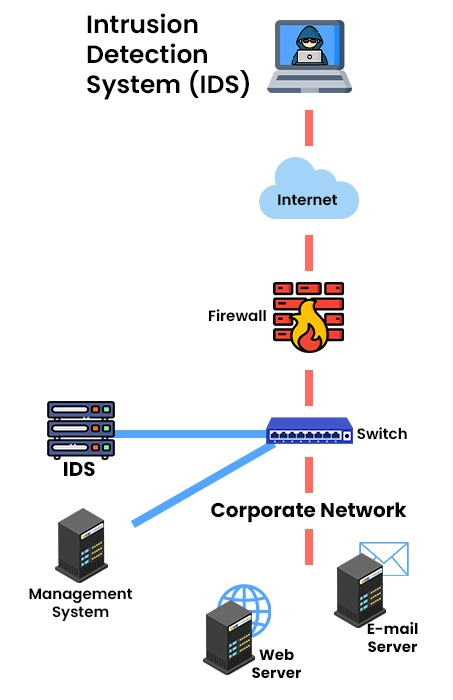 Intrusion
Detection
System (IDS)
Internet
Firewall
Switch
IDS
Corporate Network
Management
System
E-mail
Server
Web
Server